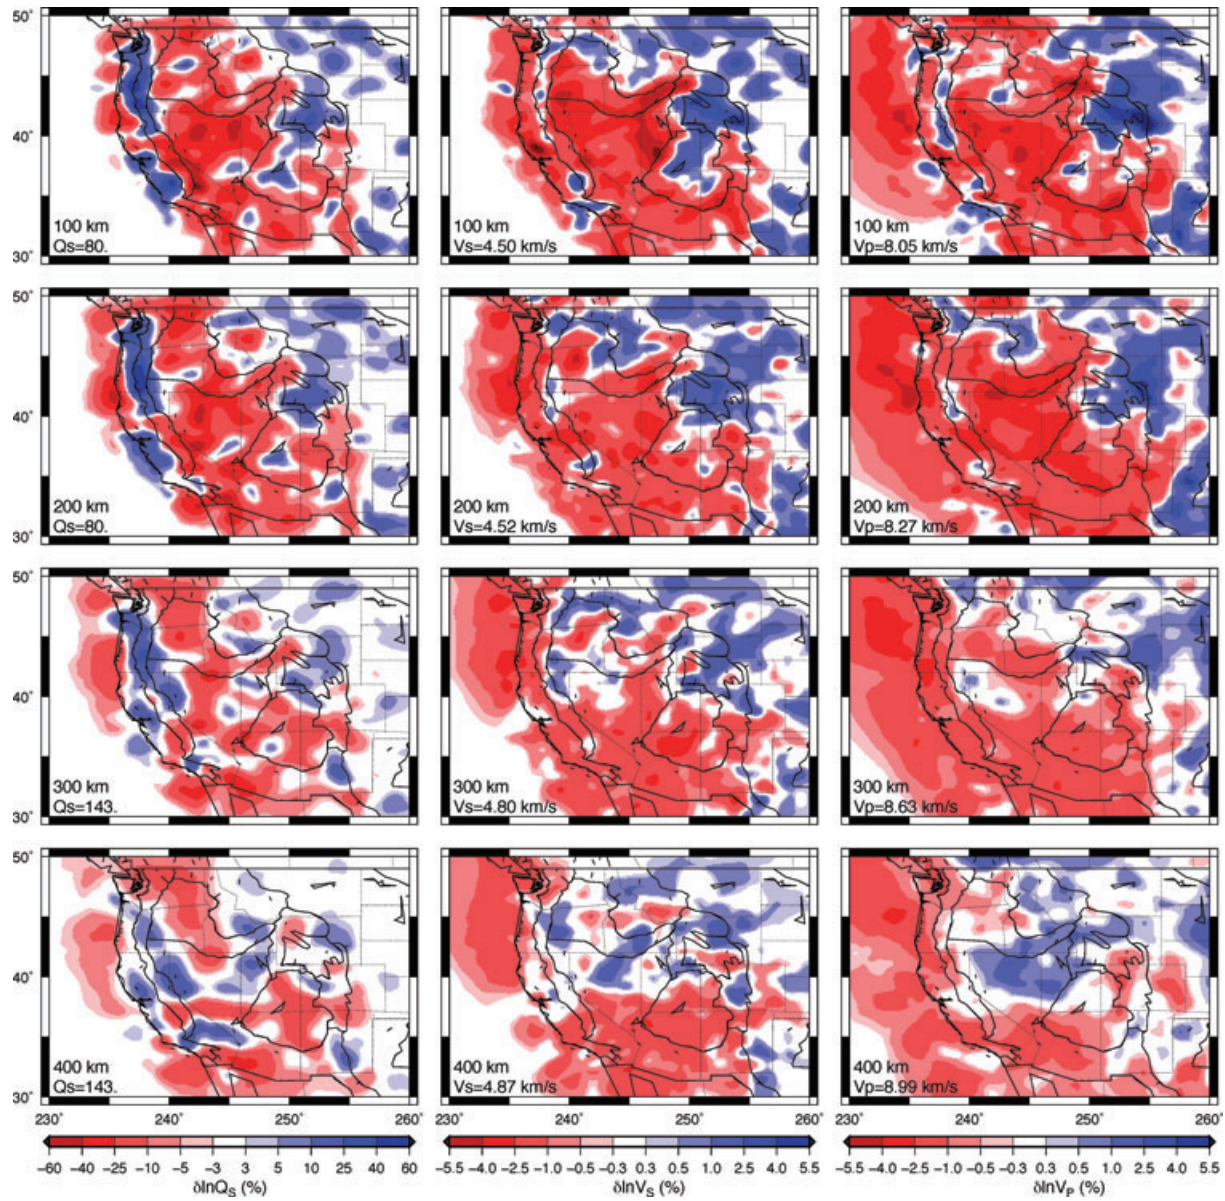 50°
40°
30°
100 km
Qs=80.
100 km
Vs=4.50 km/s
100 km
Vp=8.05 km/s
50°
40°
30°
200 km
Qs=80.
200 km
Vs=4.52 km/s
200 km
Vp=8.27 km/s
50°
40°
30°
300 km
Qs=143.
300 km
Vs=4.80 km/s
300 km
Vp=8.63 km/s
50°
40°
30°
400 km
Qs=143.
400 km
Vs=4.87 km/s
400 km
Vp=8.99 km/s
230° 240° 250° 260° 230° 240° 250° 260° 230° 240° 250° 260°
−60 −40 −25 −10 −5 −3 3 5 10 25 40 60
−5.5 −4.0 −2.5 −1.0 −0.5 −0.3 0.3 0.5 1.0 2.5 4.0 5.5
−5.5 −4.0 −2.5 −1.0 −0.5 −0.3 0.3 0.5 1.0 2.5 4.0 5.5
δlnQS (%) δlnVS (%) δlnVP (%)